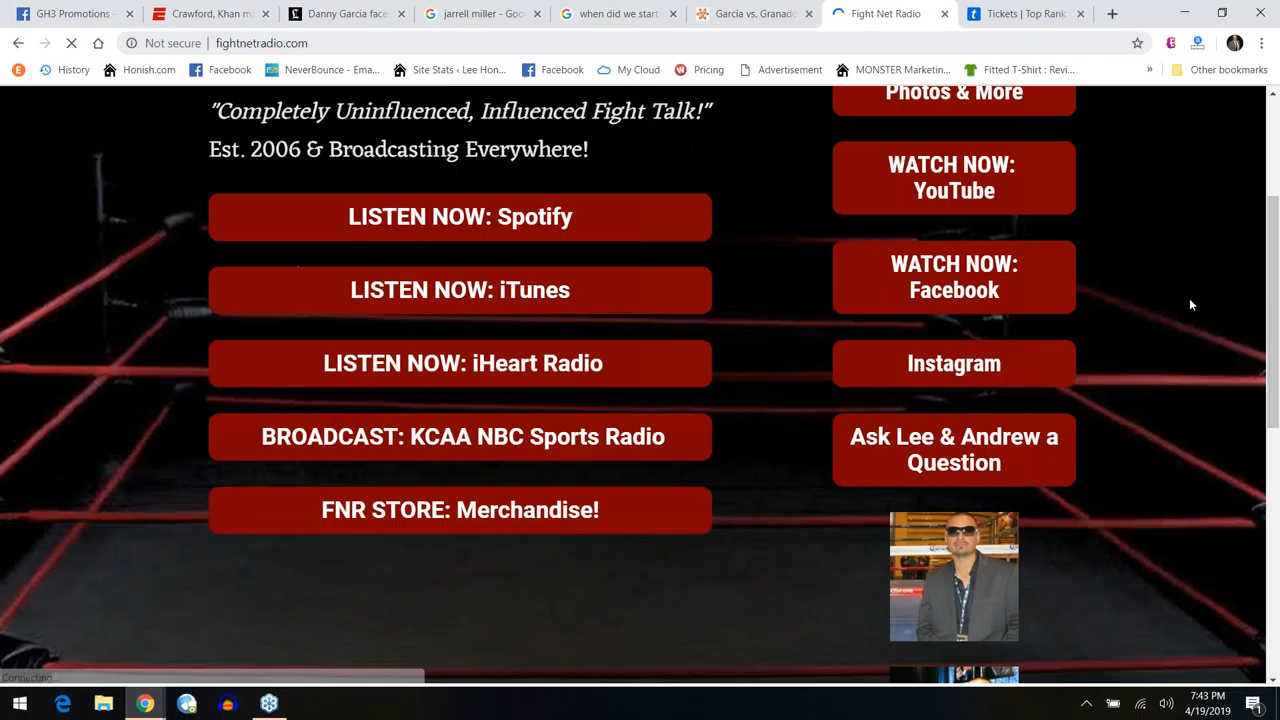 GH3 Promotions -
Crawford, Khan m
Danny Garcia face
jarrell miller - Goo
when did we start
Garcia vs. Granado
Fight Net Radio
Tickets | Top Rank
Not secure | fightnetradio.com
Honish.com
History
Facebook
NeverBounce - Ema...
Site Stats ‹ Lee Hon...
Facebook
My Cloud
Pricing
Advertisement
MONSTER Marketin...
Fitted T-Shirt : Revi...
»
Other bookmarks
"Completely Uninfluenced, Influenced Fight Talk!"
Est. 2006 & Broadcasting Everywhere!
LISTEN NOW: Spotify
LISTEN NOW: iTunes
LISTEN NOW: iHeart Radio
BROADCAST: KCAA NBC Sports Radio
FNR STORE: Merchandise!
Photos & More
WATCH NOW:
YouTube
WATCH NOW:
Facebook
Instagram
Ask Lee & Andrew a
Question
Connecting...
7:43 PM
4/19/2019